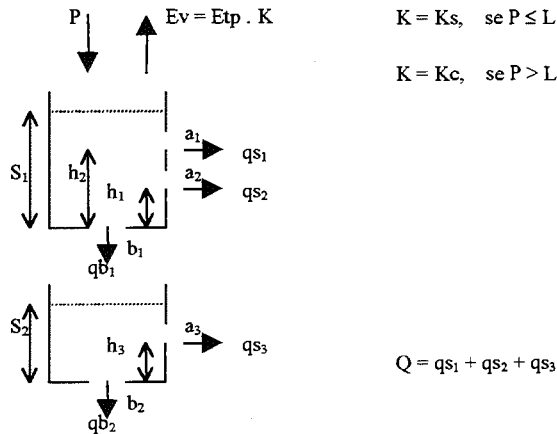 P
Ev = Etp . K
K = Ks, se P ≤ L
K = Kc, se P > L
a₁
qs₁
S₁
h₂
a₂
h₁
qs₂
b₁
qb₁
S₂
a₃
h₃
qs₃
Q = qs₁ + qs₂ + qs₃
b₂
qb₂